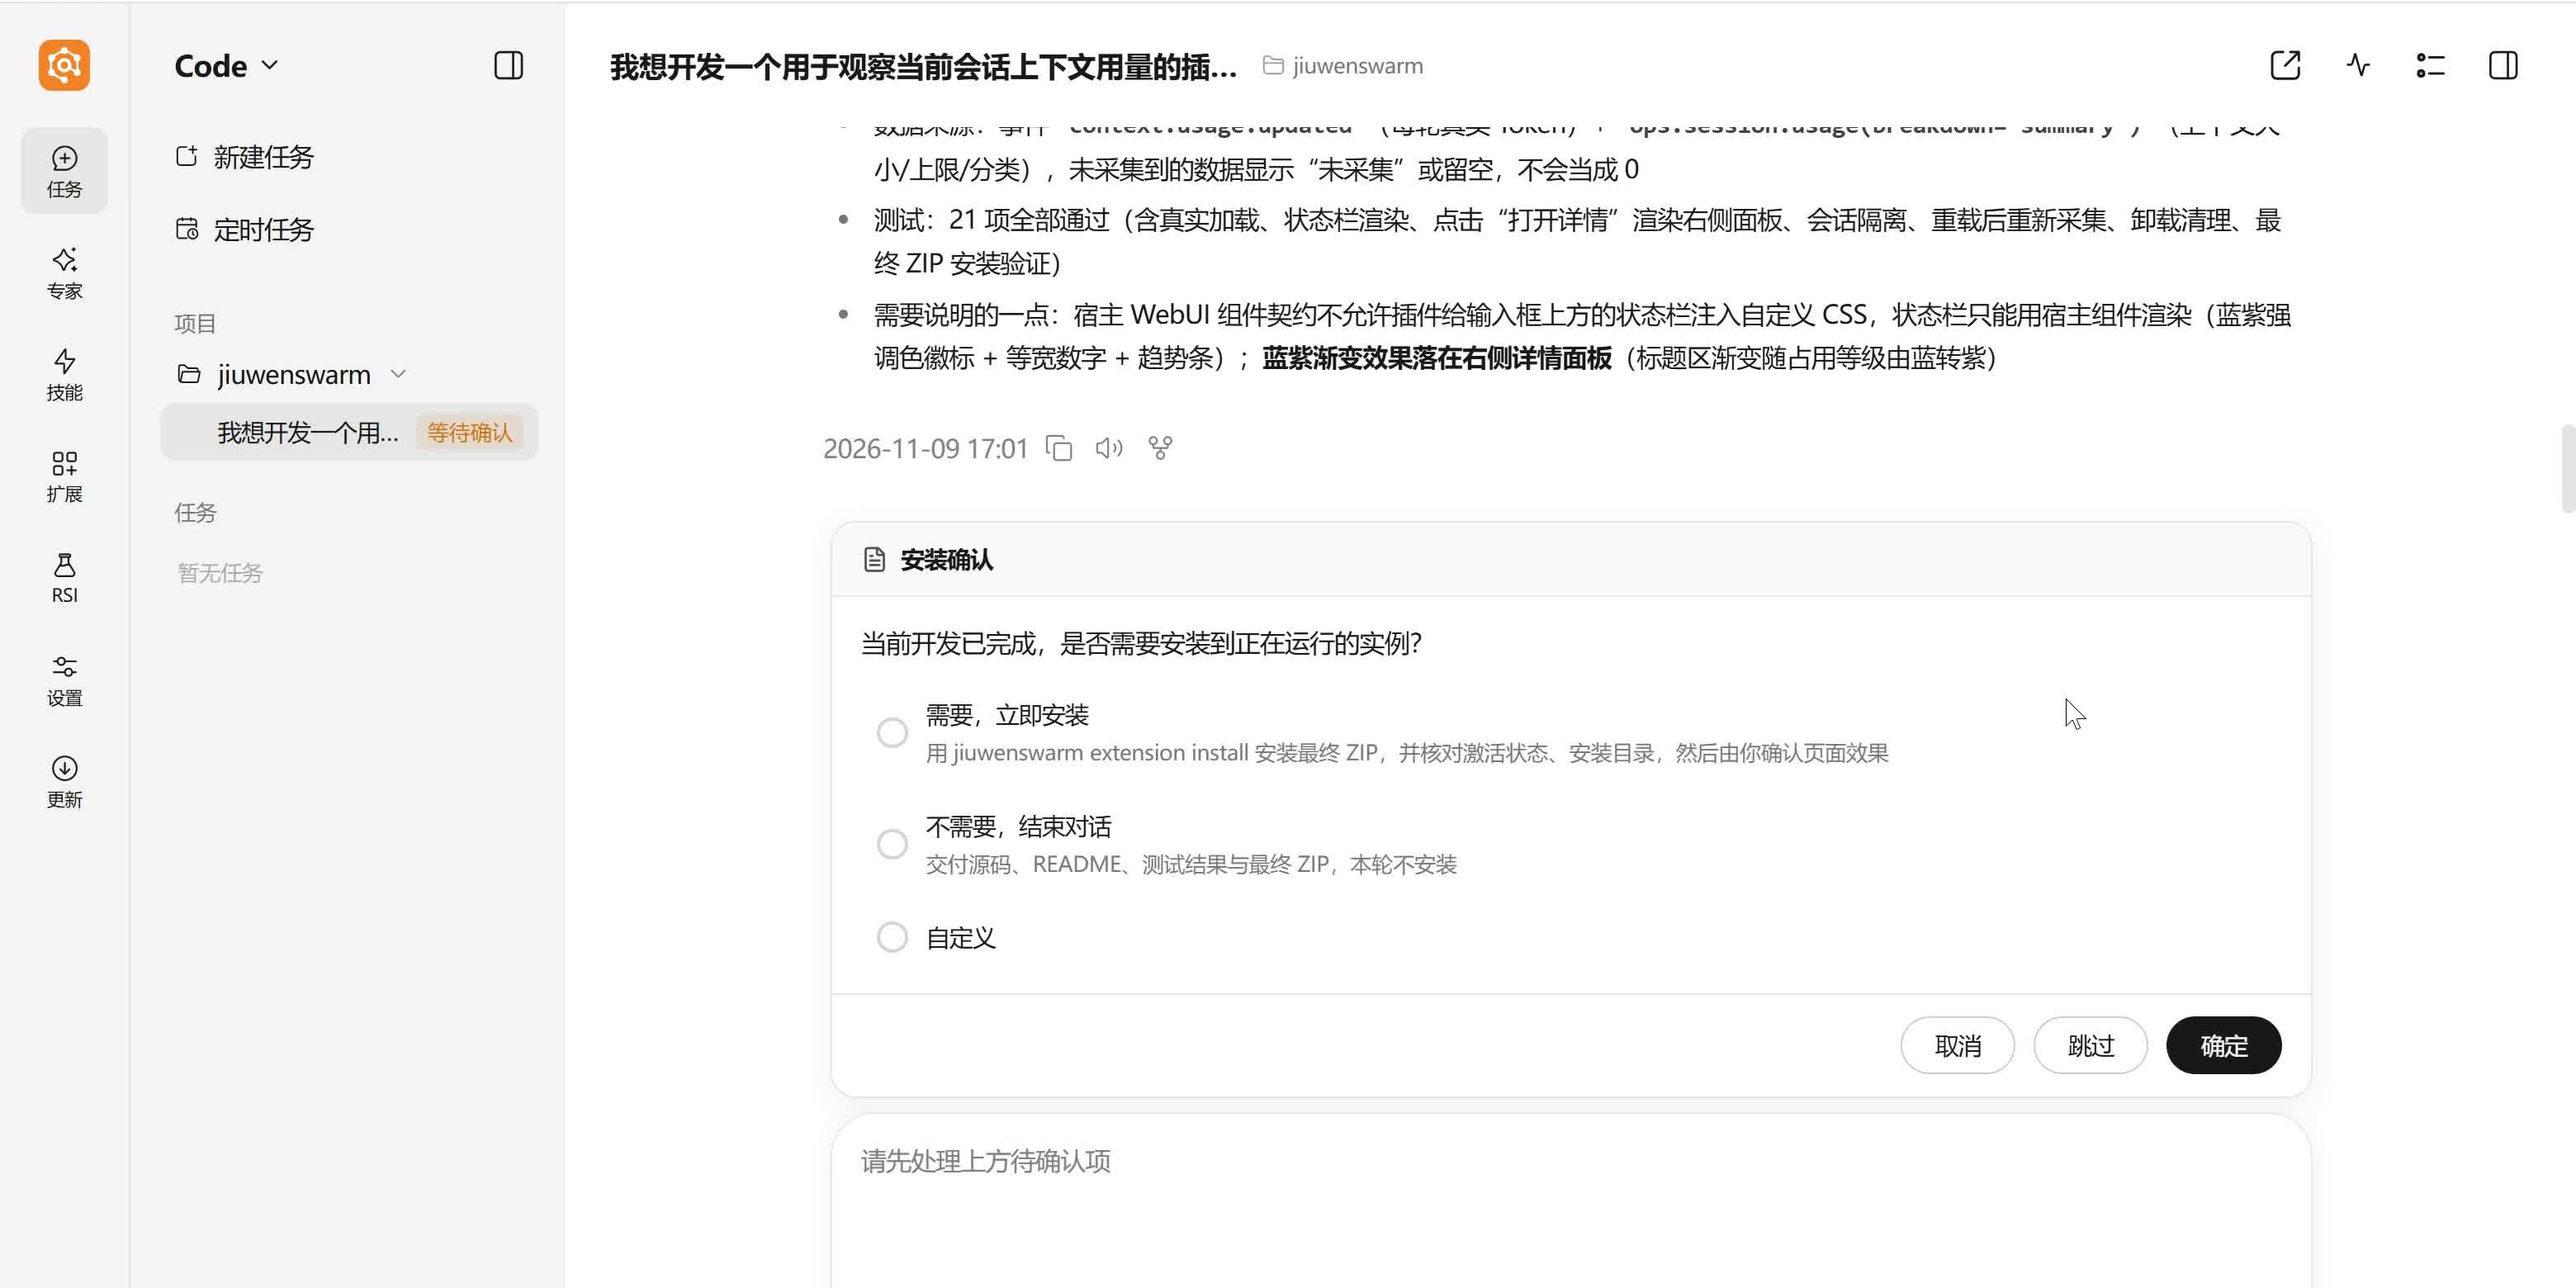 Code
我想开发一个用于观察当前会话上下文用量的插...
jiuwenswarm
任务
专家
技能
扩展
RSI
设置
更新
新建任务
定时任务
项目
jiuwenswarm
我想开发一个用...
等待确认
任务
暂无任务
小/上限/分类），未采集到的数据显示“未采集”或留空，不会当成 0
测试：21 项全部通过（含真实加载、状态栏渲染、点击“打开详情”渲染右侧面板、会话隔离、重载后重新采集、卸载清理、最
终 ZIP 安装验证）
需要说明的一点：宿主 WebUI 组件契约不允许插件给输入框上方的状态栏注入自定义 CSS，状态栏只能用宿主组件渲染（蓝紫强
调色徽标 + 等宽数字 + 趋势条）；蓝紫渐变效果落在右侧详情面板（标题区渐变随占用等级由蓝转紫）
2026-11-09 17:01
安装确认
当前开发已完成，是否需要安装到正在运行的实例？
需要，立即安装
用 jiuwenswarm extension install 安装最终 ZIP，并核对激活状态、安装目录，然后由你确认页面效果
不需要，结束对话
交付源码、README、测试结果与最终 ZIP，本轮不安装
自定义
取消
跳过
确定
请先处理上方待确认项